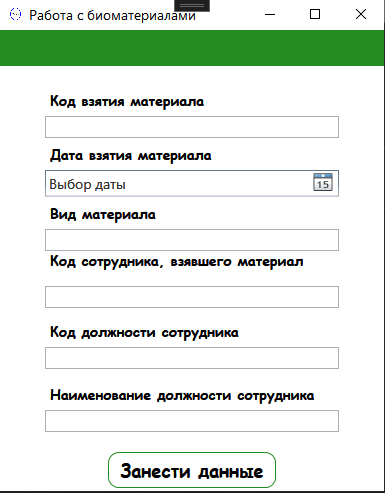 Работа с биоматериалами
Код взятия материала
Дата взятия материала
Выбор даты
15
Вид материала
Код сотрудника, взявшего материал
Код должности сотрудника
Наименование должности сотрудника
Занести данные